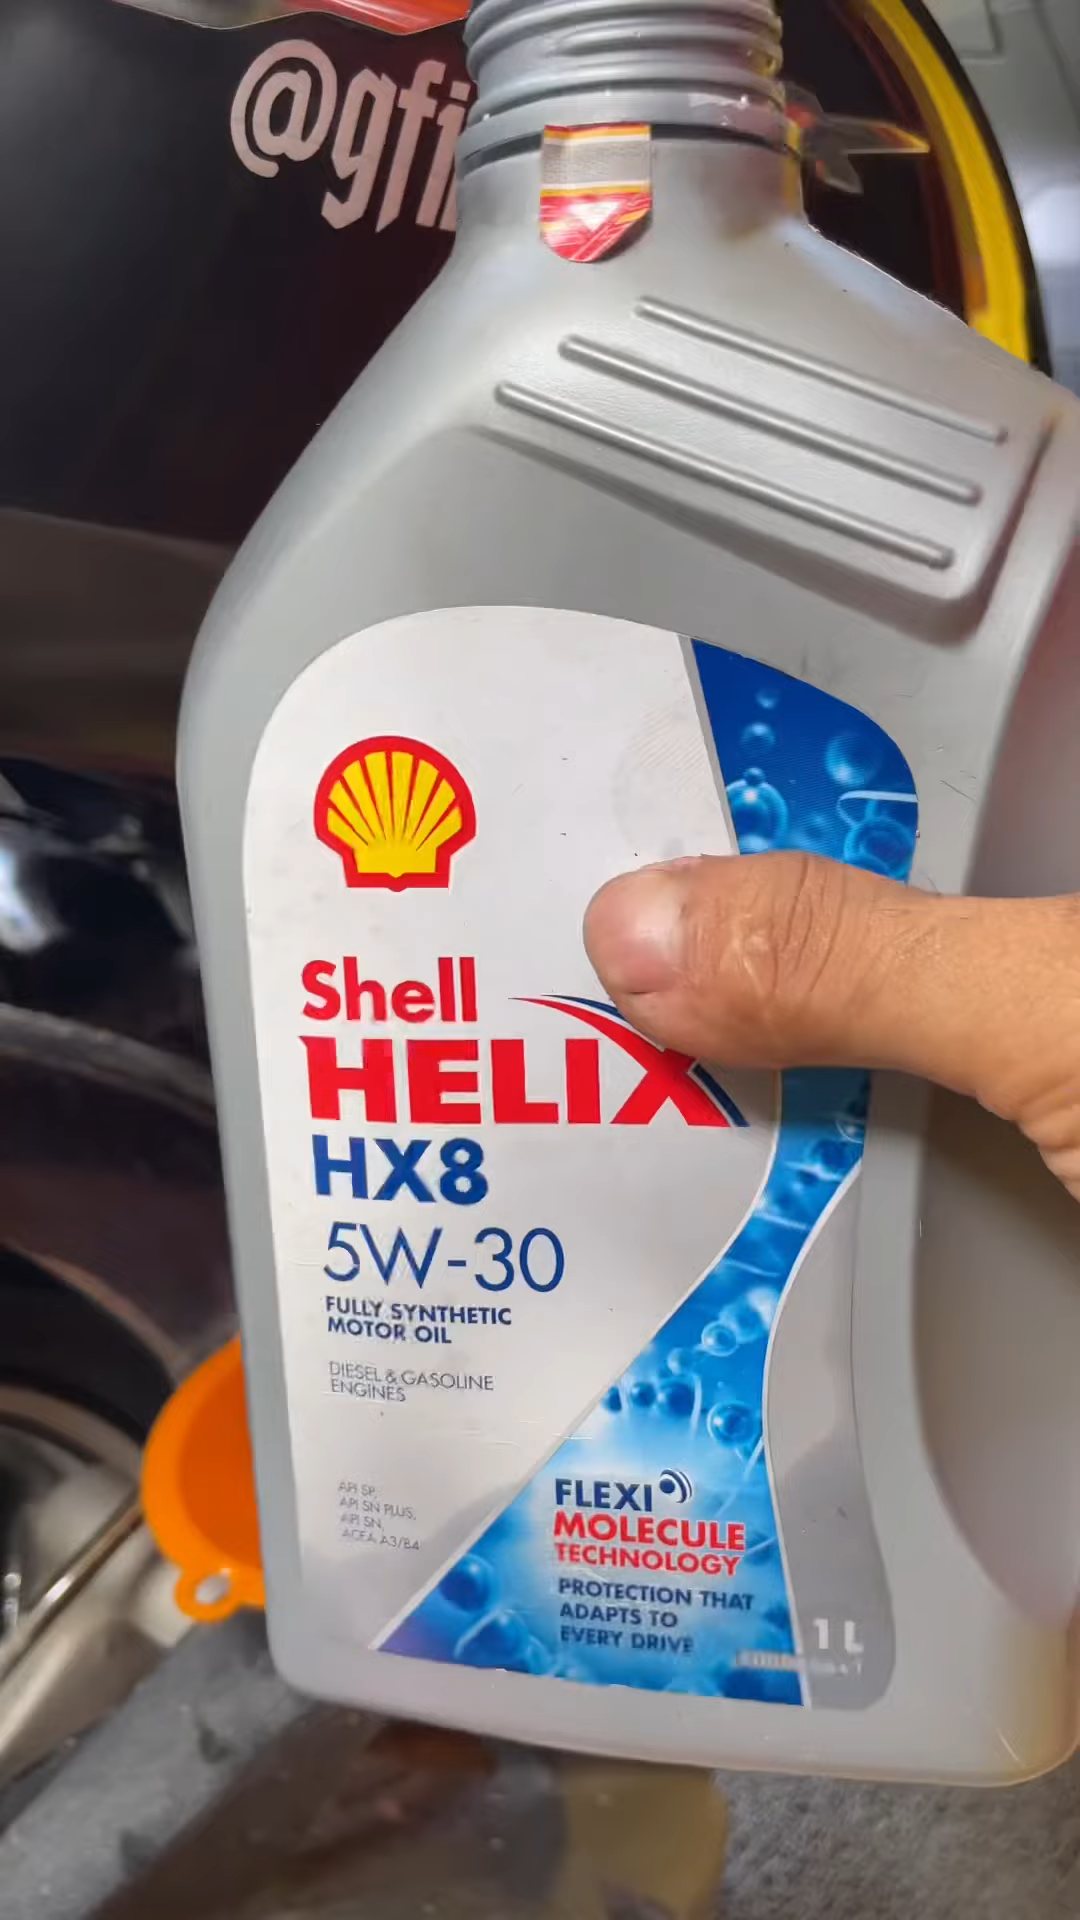 @gfi
Shell
HELIX
HX8
5W-30
FULLY SYNTHETIC
MOTOR OIL
DIESEL & GASOLINE
ENGINES
API SP,
API SN PLUS,
API SN,
ACEA A3/B4
FLEXI
MOLECULE
TECHNOLOGY
PROTECTION THAT
ADAPTS TO
EVERY DRIVE
1 L